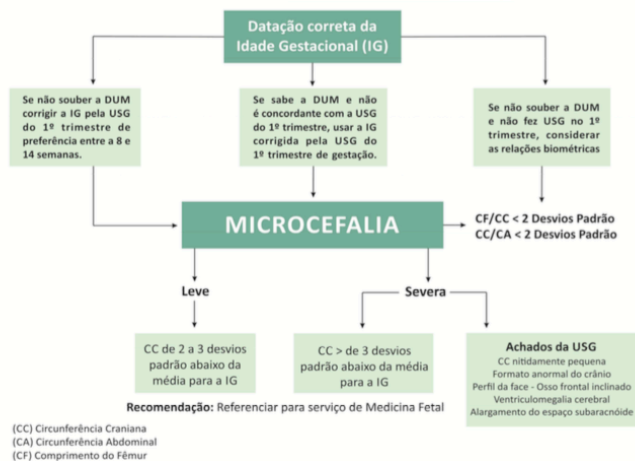 Datação correta da
Idade Gestacional (IG)
Se não souber a DUM
corrigir a IG pela USG
do 1º trimestre de
preferência entre a 8 e
14 semanas.
Se sabe a DUM e não
é concordante com a USG
do 1º trimestre, usar a IG
corrigida pela USG do
1º trimestre de gestação.
Se não souber a DUM
e não fez USG no 1º
trimestre, considerar
as relações biométricas
MICROCEFALIA
CF/CC < 2 Desvios Padrão
CC/CA < 2 Desvios Padrão
Leve
Severa
CC de 2 a 3 desvios
padrão abaixo da
média para a IG
CC > de 3 desvios
padrão abaixo da média
para a IG
Achados da USG
CC nitidamente pequena
Formato anormal do crânio
Perfil da face - Osso frontal inclinado
Ventriculomegalia cerebral
Alargamento do espaço subaracnóide
Recomendação: Referenciar para serviço de Medicina Fetal
(CC) Circunferência Craniana
(CA) Circunferência Abdominal
(CF) Comprimento do Fêmur